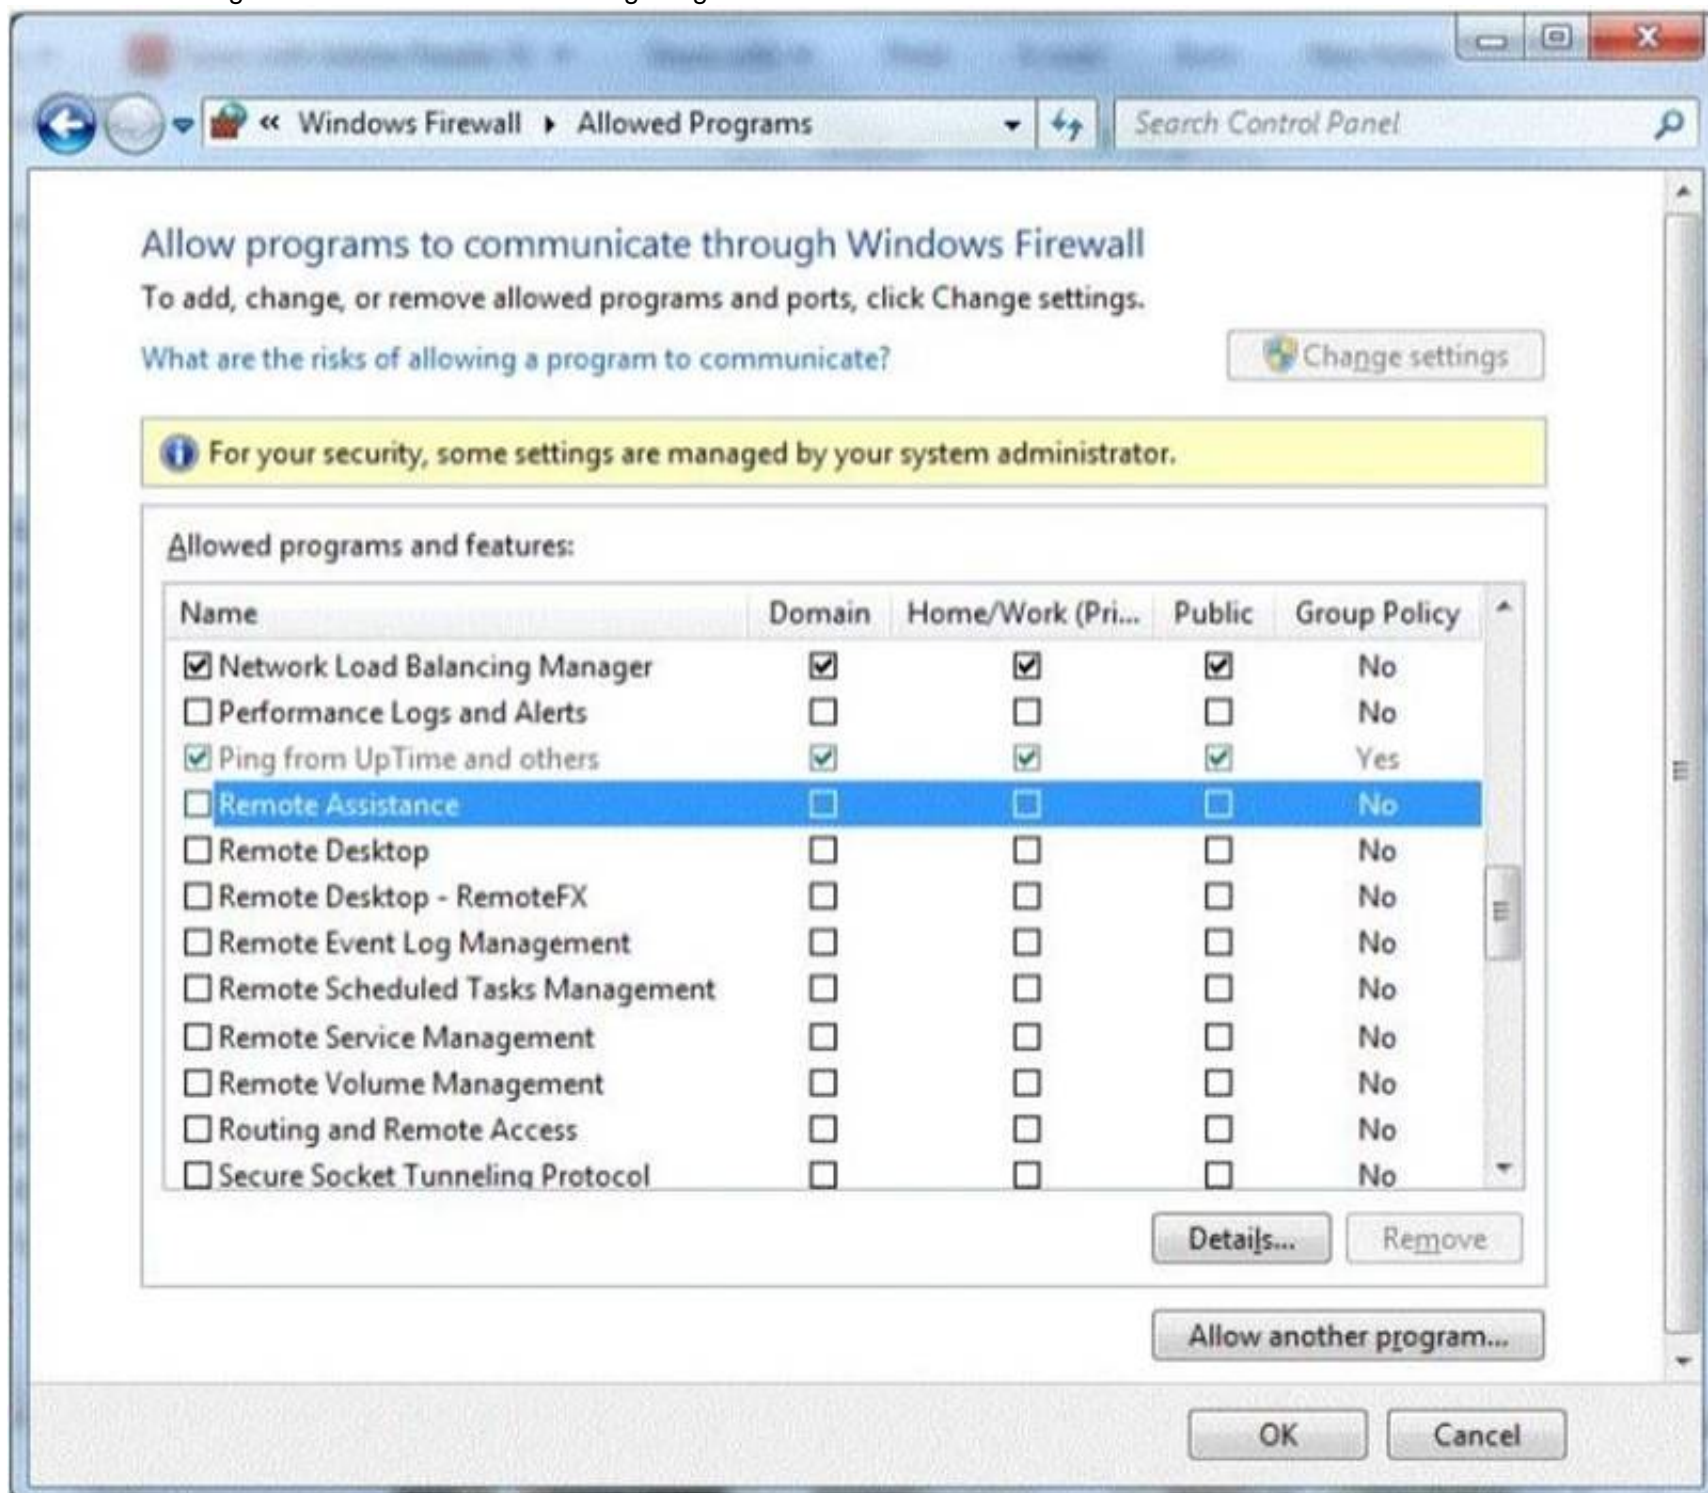 « Windows Firewall ▸ Allowed Programs
Search Control Panel
Allow programs to communicate through Windows Firewall
To add, change, or remove allowed programs and ports, click Change settings.
What are the risks of allowing a program to communicate?
Change settings
For your security, some settings are managed by your system administrator.
Allowed programs and features:
Name Domain Home/Work (Pri... Public Group Policy
Network Load Balancing Manager No
Performance Logs and Alerts No
Ping from UpTime and others Yes
Remote Assistance No
Remote Desktop No
Remote Desktop - RemoteFX No
Remote Event Log Management No
Remote Scheduled Tasks Management No
Remote Service Management No
Remote Volume Management No
Routing and Remote Access No
Secure Socket Tunneling Protocol No
Details... Remove
Allow another program...
OK Cancel